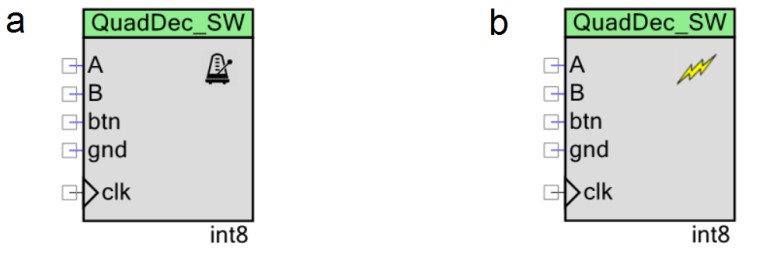 a
QuadDec_SW
A
B
btn
gnd
clk
int8
b
QuadDec_SW
A
B
btn
gnd
clk
int8